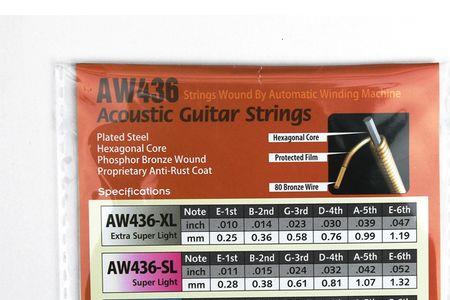 AW436 Strings Wound By Automatic Winding Machine
Acoustic Guitar Strings
Plated Steel
Hexagonal Core
Phosphor Bronze Wound
Proprietary Anti-Rust Coat
Hexagonal Core
Protected Film
80 Bronze Wire
Specifications
AW436-XL
Extra Super Light
Note E-1st B-2nd G-3rd D-4th A-5th E-6th
inch .010 .014 .023 .030 .039 .047
mm 0.25 0.36 0.58 0.76 0.99 1.19
AW436-SL
Super Light
Note E-1st B-2nd G-3rd D-4th A-5th E-6th
inch .011 .015 .024 .032 .042 .052
mm 0.28 0.38 0.61 0.81 1.07 1.32